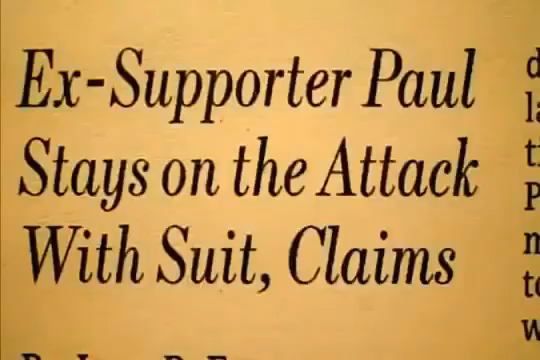 Ex-Supporter Paul
Stays on the Attack
With Suit, Claims